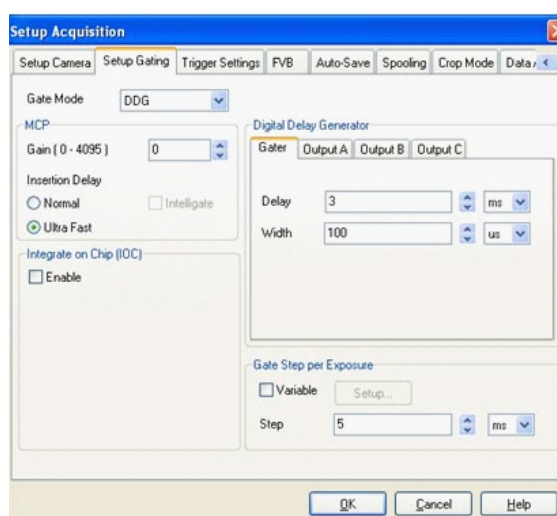 Setup Acquisition
Setup Camera Setup Gating Trigger Settings FVB Auto-Save Spooling Crop Mode Data
Gate Mode DDG
MCP
Gain ( 0 - 4095 ) 0
Insertion Delay
Normal Intelligate
Ultra Fast
Integrate on Chip (IOC)
Enable
Digital Delay Generator
Gater Output A Output B Output C
Delay 3 ms
Width 100 us
Gate Step per Exposure
Variable Setup...
Step 5 ms
OK Cancel Help